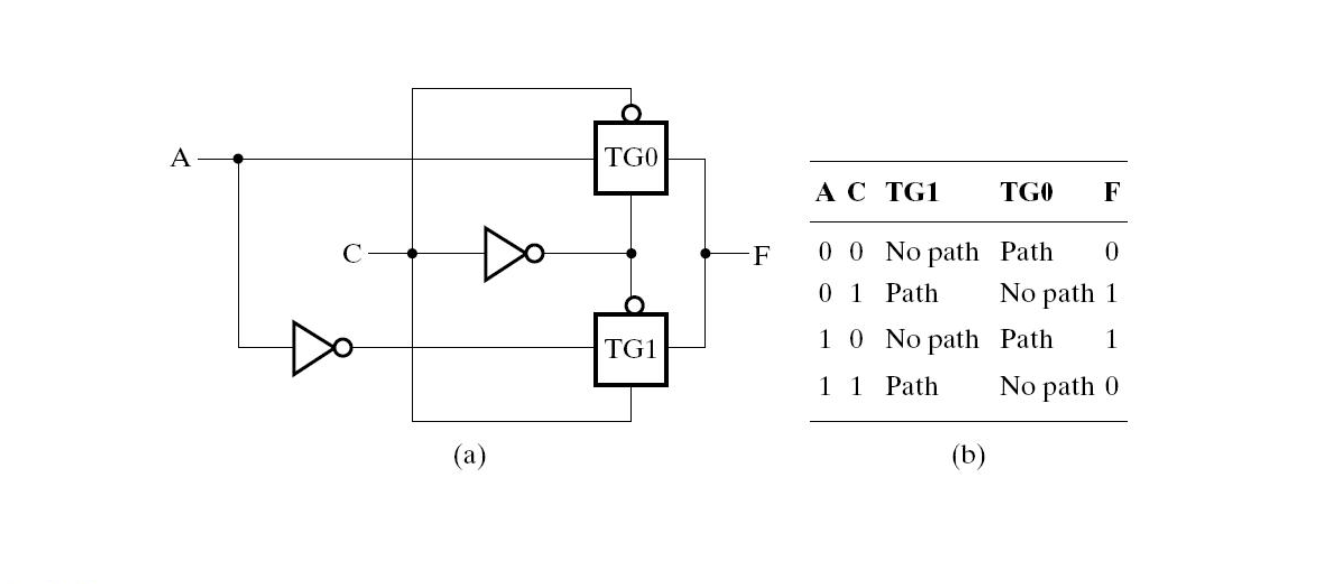 A
TG0
C
F
TG1
(a)
A C TG1 TG0 F
0 0 No path Path 0
0 1 Path No path 1
1 0 No path Path 1
1 1 Path No path 0
(b)